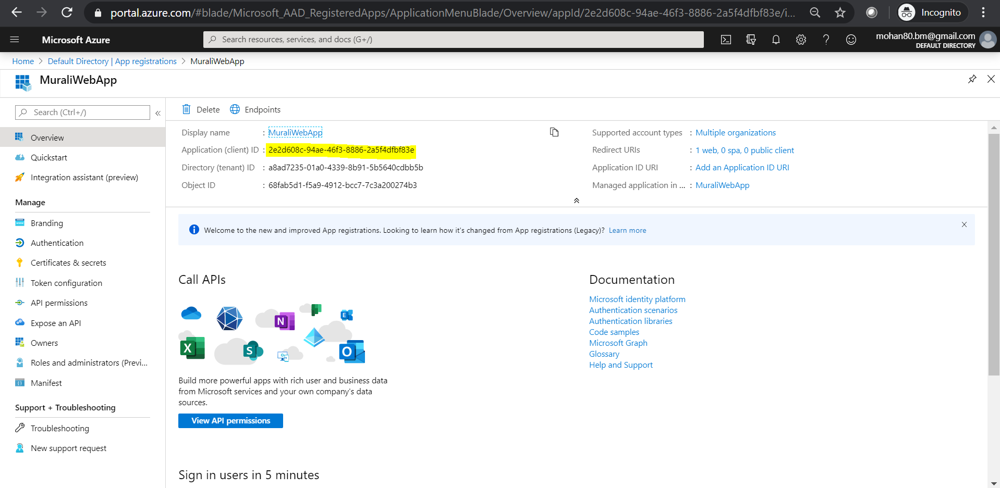 portal.azure.com/#blade/Microsoft_AAD_RegisteredApps/ApplicationMenuBlade/Overview/appId/2e2d608c-94ae-46f3-8886-2a5f4dfbf83e/i...
Incognito
Microsoft Azure
Search resources, services, and docs (G+/)
mohan80.bm@gmail.com
DEFAULT DIRECTORY
Home > Default Directory | App registrations > MuraliWebApp
MuraliWebApp
Search (Ctrl+/)
«
Overview
Quickstart
Integration assistant (preview)
Manage
Branding
Authentication
Certificates & secrets
Token configuration
API permissions
Expose an API
Owners
Roles and administrators (Previ...
Manifest
Support + Troubleshooting
Troubleshooting
New support request
Delete
Endpoints
Display name : MuraliWebApp
Application (client) ID : 2e2d608c-94ae-46f3-8886-2a5f4dfbf83e
Directory (tenant) ID : a8ad7235-01a0-4339-8b91-5b5640cdbb5b
Object ID : 68fab5d1-f5a9-4912-bcc7-7c3a200274b3
Supported account types : Multiple organizations
Redirect URIs : 1 web, 0 spa, 0 public client
Application ID URI : Add an Application ID URI
Managed application in ... : MuraliWebApp
Welcome to the new and improved App registrations. Looking to learn how it's changed from App registrations (Legacy)? Learn more
Call APIs
N
E
X
S
O
Build more powerful apps with rich user and business data
from Microsoft services and your own company's data
sources.
View API permissions
Documentation
Microsoft identity platform
Authentication scenarios
Authentication libraries
Code samples
Microsoft Graph
Glossary
Help and Support
Sign in users in 5 minutes